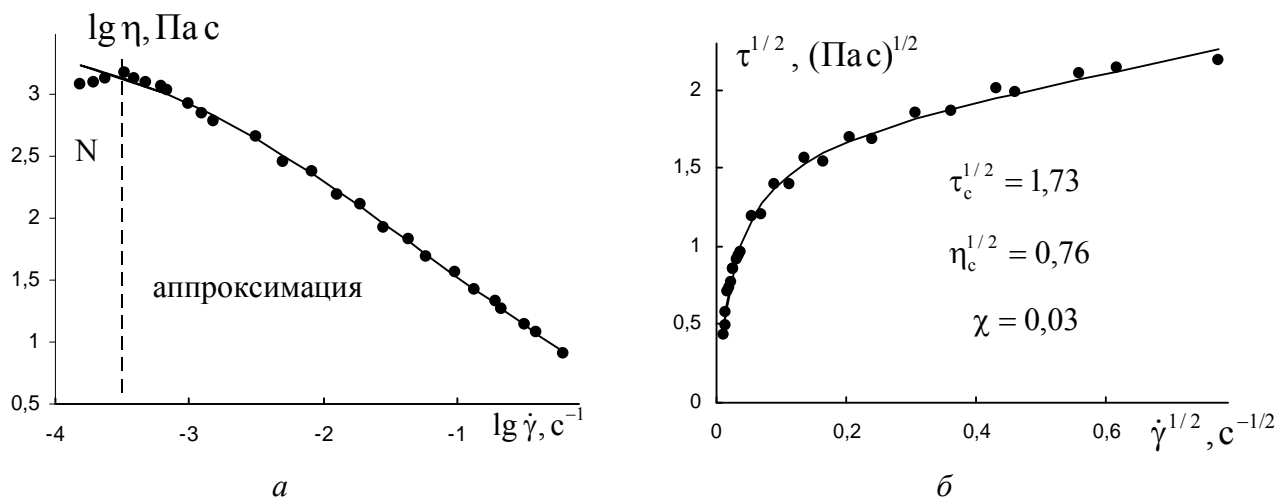 lg η, Па с
3
2,5
2
1,5
1
0,5
N
аппроксимация
-4
-3
-2
-1
lg γ̇, с⁻¹
а
τ^{1/2}, (Па с)^{1/2}
2
1,5
1
0,5
0
τ_c^{1/2} = 1,73
η_c^{1/2} = 0,76
χ = 0,03
0
0,2
0,4
0,6
γ̇^{1/2}, с^{−1/2}
б